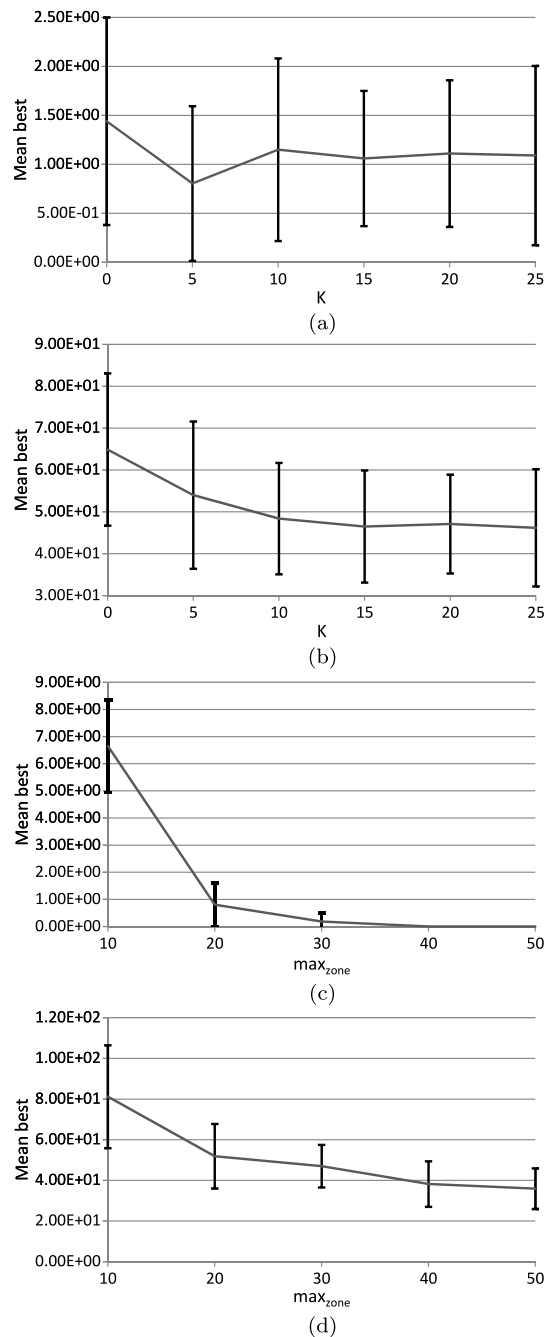 2.50E+00
2.00E+00
1.50E+00
1.00E+00
5.00E-01
0.00E+00
Mean best
0 5 10 15 20 25
K
(a)
9.00E+01
8.00E+01
7.00E+01
6.00E+01
5.00E+01
4.00E+01
3.00E+01
Mean best
0 5 10 15 20 25
K
(b)
9.00E+00
8.00E+00
7.00E+00
6.00E+00
5.00E+00
4.00E+00
3.00E+00
2.00E+00
1.00E+00
0.00E+00
Mean best
10 20 30 40 50
max_zone
(c)
1.20E+02
1.00E+02
8.00E+01
6.00E+01
4.00E+01
2.00E+01
0.00E+00
Mean best
10 20 30 40 50
max_zone
(d)